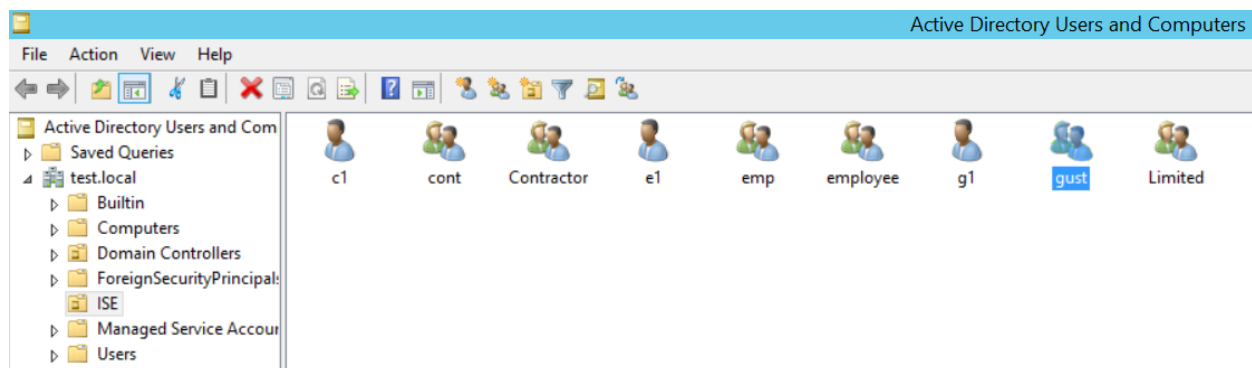 Active Directory Users and Computers
File Action View Help
Active Directory Users and Com
Saved Queries
test.local
Builtin
Computers
Domain Controllers
ForeignSecurityPrincipal:
ISE
Managed Service Accour
Users
c1 cont Contractor e1 emp employee g1 gust Limited